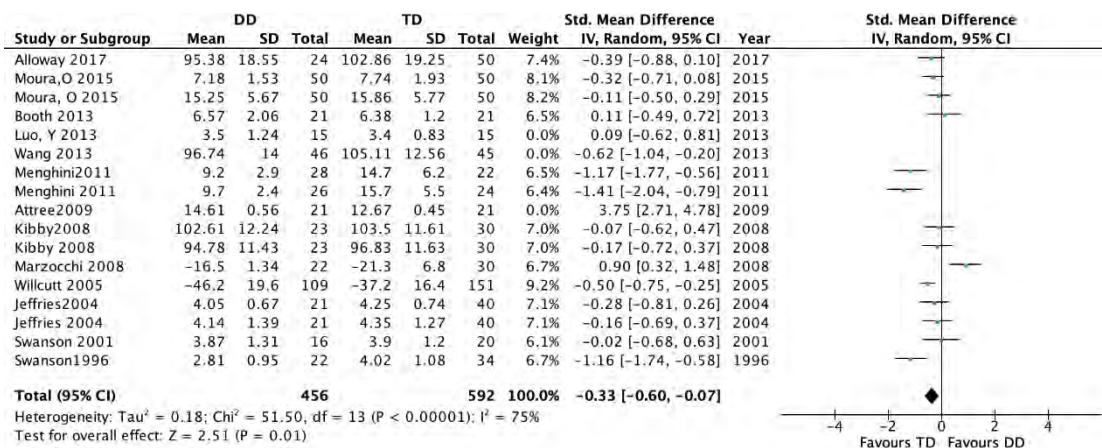 DD TD Std. Mean Difference Std. Mean Difference
Study or Subgroup Mean SD Total Mean SD Total Weight IV, Random, 95% CI Year IV, Random, 95% CI
Alloway 2017 95.38 18.55 24 102.86 19.25 50 7.4% -0.39 [-0.88, 0.10] 2017
Moura,O 2015 7.18 1.53 50 7.74 1.93 50 8.1% -0.32 [-0.71, 0.08] 2015
Moura, O 2015 15.25 5.67 50 15.86 5.77 50 8.2% -0.11 [-0.50, 0.29] 2015
Booth 2013 6.57 2.06 21 6.38 1.2 21 6.6% 0.11 [-0.49, 0.72] 2013
Luo, Y 2013 3.5 1.24 15 3.4 0.83 15 0.0% 0.09 [-0.62, 0.81] 2013
Wang 2013 96.74 14 46 105.11 12.56 45 0.0% -0.62 [-1.04, -0.20] 2013
Menghini2011 9.2 2.9 28 14.7 6.2 22 6.6% -1.17 [-1.77, -0.56] 2011
Menghini 2011 9.7 2.4 26 15.7 5.5 24 6.4% -1.41 [-2.04, -0.79] 2011
Attree2009 14.61 0.56 21 12.67 0.45 21 0.0% 3.75 [2.71, 4.78] 2009
Kibby2008 102.61 12.24 23 103.5 11.61 30 7.0% -0.07 [-0.62, 0.47] 2008
Kibby 2008 94.78 11.43 23 96.83 11.63 30 7.0% -0.17 [-0.72, 0.37] 2008
Marzocchi 2008 -16.5 1.34 22 -21.3 6.8 30 6.7% 0.90 [0.32, 1.48] 2008
Willcutt 2005 -46.2 19.6 109 -37.2 16.4 151 9.2% -0.50 [-0.75, -0.25] 2005
Jeffries2004 4.05 0.67 21 4.25 0.74 40 7.1% -0.28 [-0.81, 0.26] 2004
Jeffries 2004 4.14 1.39 21 4.35 1.27 40 7.1% -0.16 [-0.69, 0.37] 2004
Swanson 2001 3.87 1.31 16 3.9 1.2 20 6.1% -0.02 [-0.68, 0.63] 2001
Swanson1996 2.81 0.95 22 4.02 1.08 34 6.7% -1.16 [-1.74, -0.58] 1996
Total (95% CI) 456 592 100.0% -0.33 [-0.60, -0.07]
Heterogeneity: Tau² = 0.18; Chi² = 51.50, df = 13 (P < 0.00001); I² = 75%
Test for overall effect: Z = 2.51 (P = 0.01)
-4 -2 0 2 4
Favours TD Favours DD